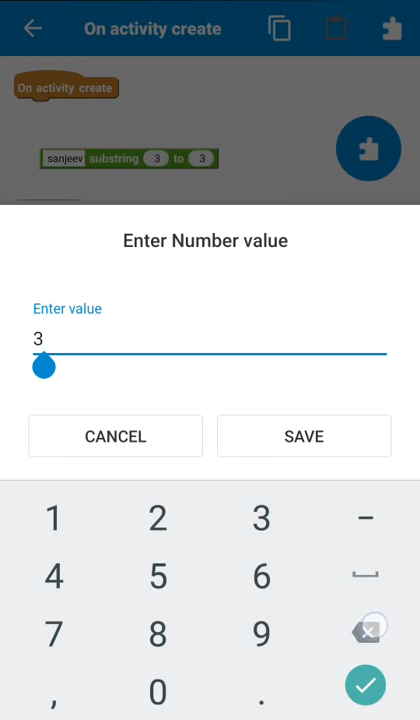 On activity create
On activity create
sanjeev substring 3 to 3
Enter Number value
Enter value
3
CANCEL SAVE
1 2 3 -
4 5 6
7 8 9
, 0 .